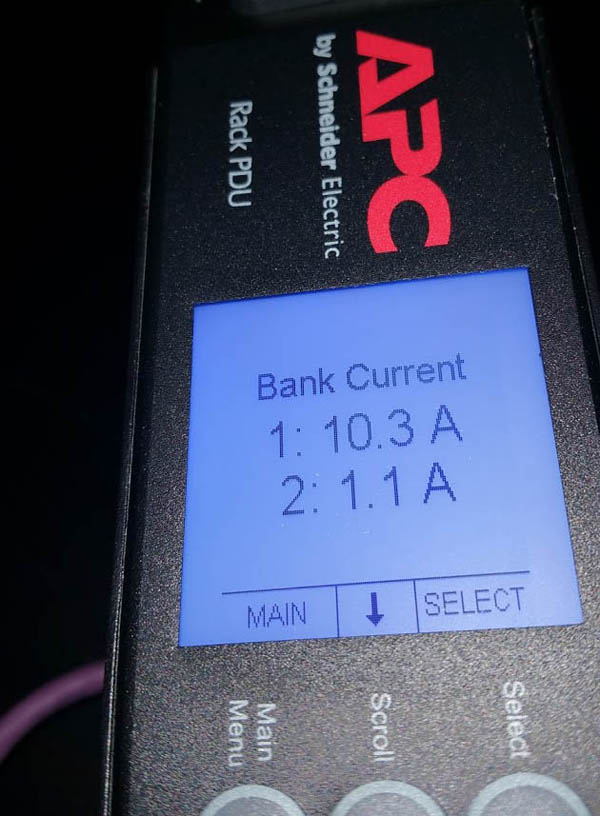 APC
by Schneider Electric
Rack PDU
Bank Current
1: 10.3 A
2: 1.1 A
MAIN
SELECT
Main
Menu
Scroll
Select